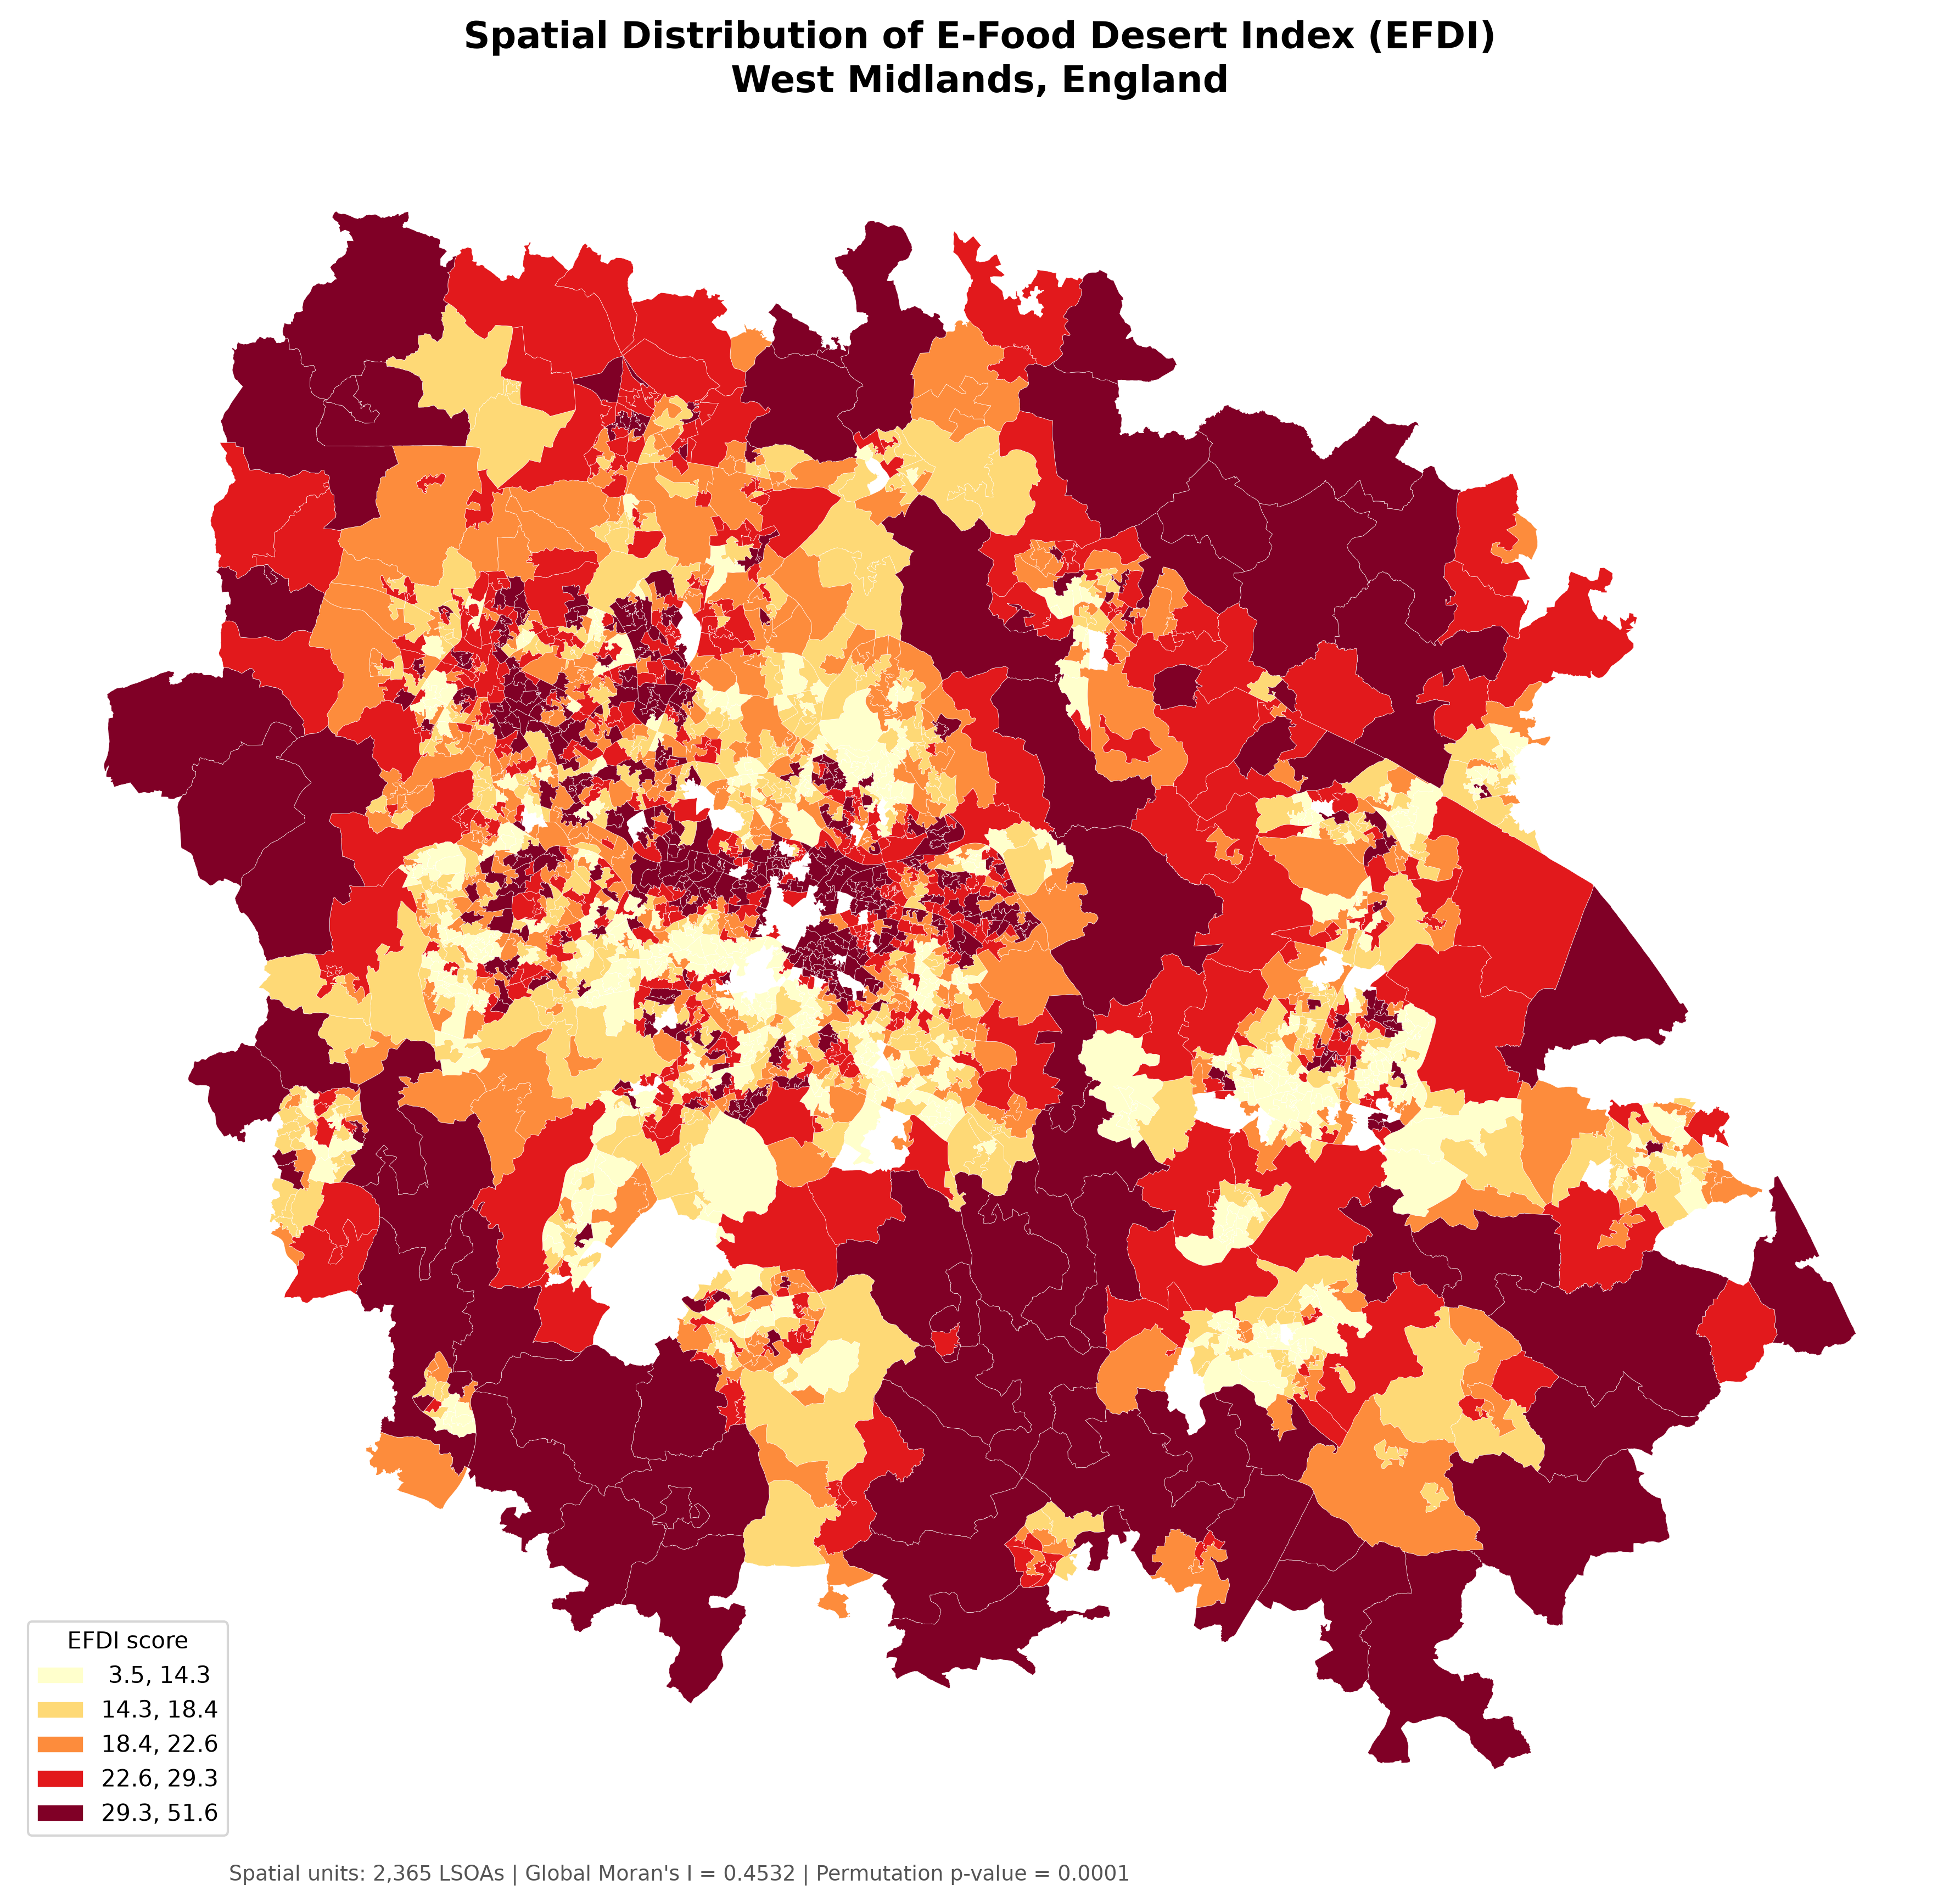 Spatial Distribution of E-Food Desert Index (EFDI)
West Midlands, England
EFDI score
3.5, 14.3
14.3, 18.4
18.4, 22.6
22.6, 29.3
29.3, 51.6
Spatial units: 2,365 LSOAs | Global Moran's I = 0.4532 | Permutation p-value = 0.0001